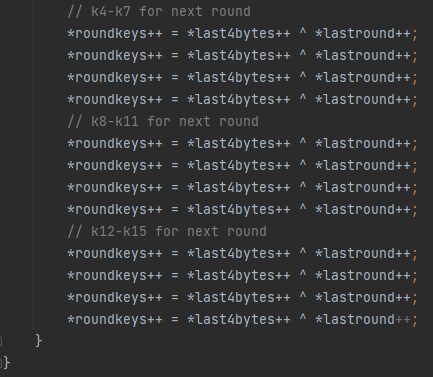 // k4-k7 for next round
*roundkeys++ = *last4bytes++ ^ *lastround++;
*roundkeys++ = *last4bytes++ ^ *lastround++;
*roundkeys++ = *last4bytes++ ^ *lastround++;
*roundkeys++ = *last4bytes++ ^ *lastround++;
// k8-k11 for next round
*roundkeys++ = *last4bytes++ ^ *lastround++;
*roundkeys++ = *last4bytes++ ^ *lastround++;
*roundkeys++ = *last4bytes++ ^ *lastround++;
*roundkeys++ = *last4bytes++ ^ *lastround++;
// k12-k15 for next round
*roundkeys++ = *last4bytes++ ^ *lastround++;
*roundkeys++ = *last4bytes++ ^ *lastround++;
*roundkeys++ = *last4bytes++ ^ *lastround++;
*roundkeys++ = *last4bytes++ ^ *lastround++;
}
}